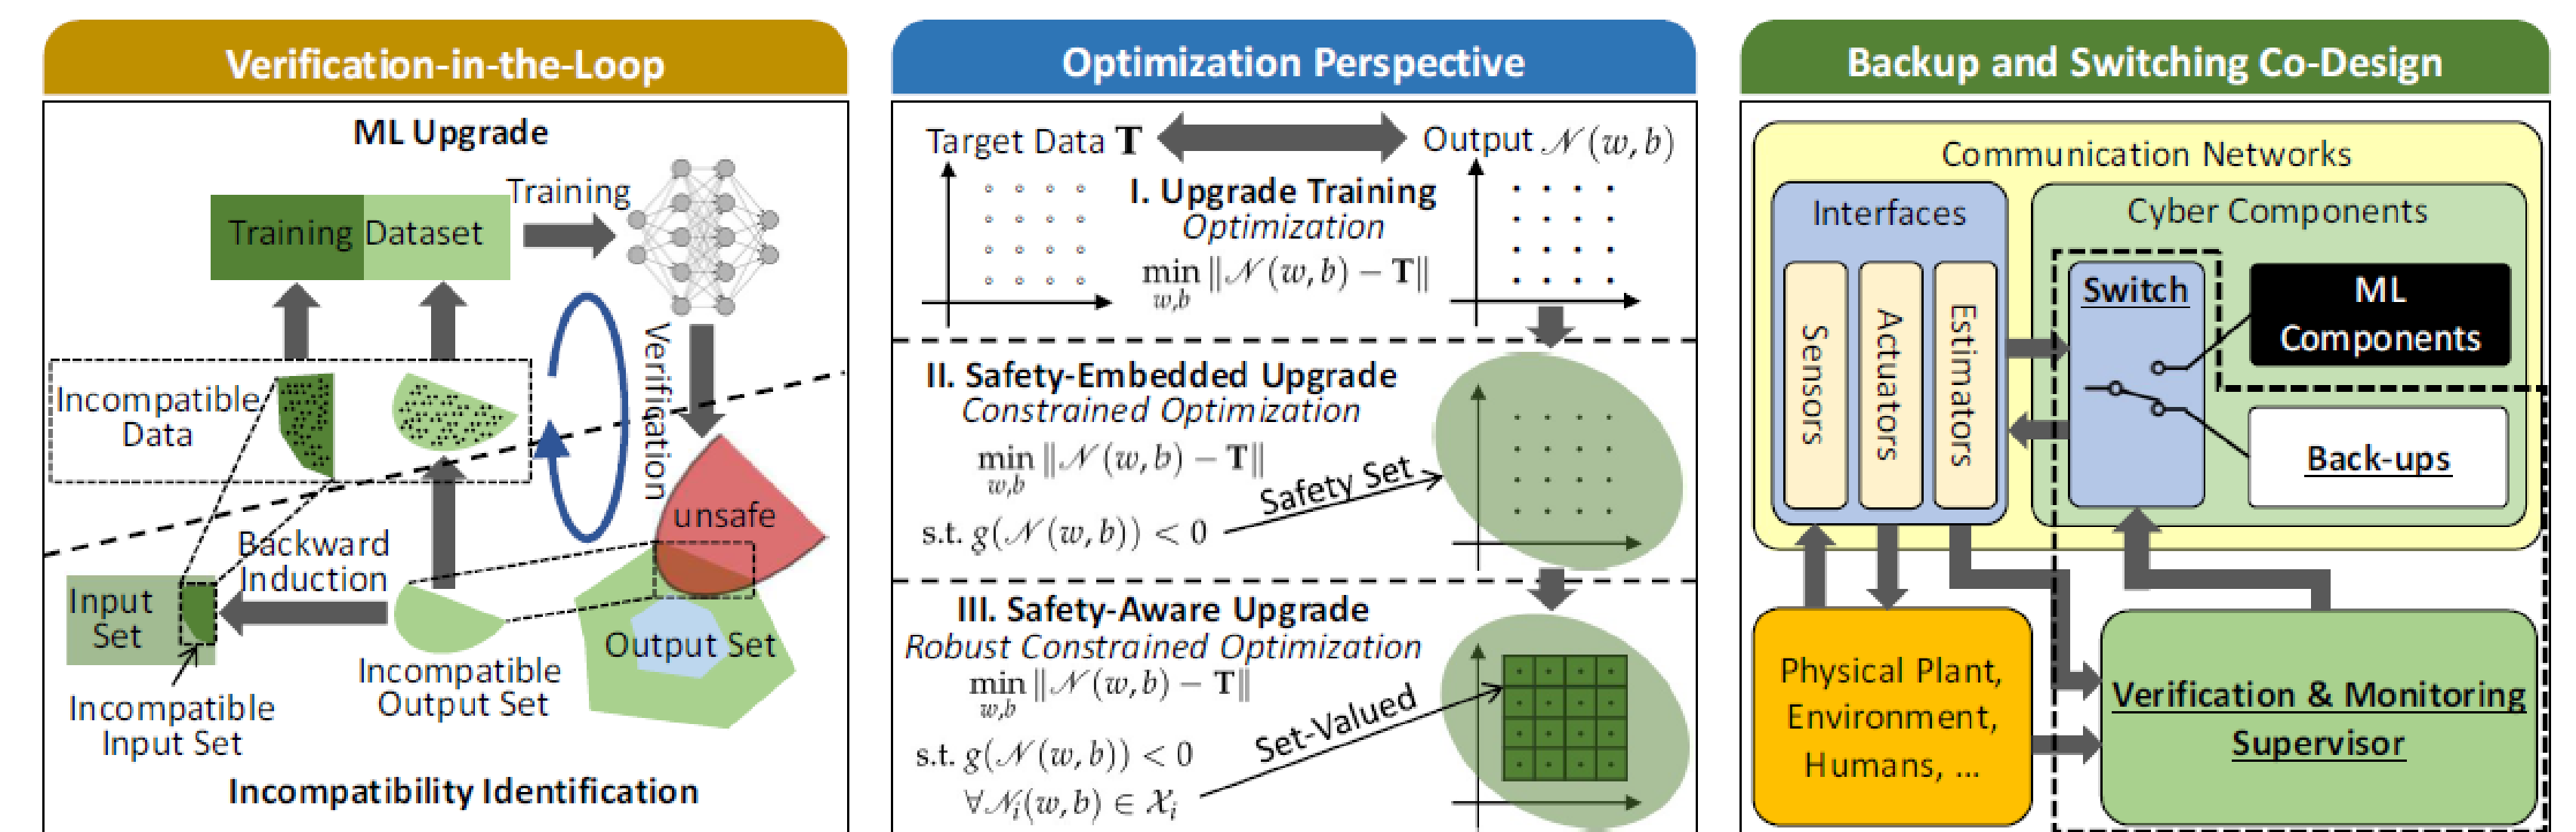 Verification-in-the-Loop
ML Upgrade
Training
Training Dataset
Incompatible
Data
Verification
unsafe
Backward
Induction
Input
Set
Output Set
Incompatible
Output Set
Incompatible
Input Set
Incompatibility Identification
Optimization Perspective
Target Data T
Output 𝒩(w, b)
I. Upgrade Training
Optimization
min ‖𝒩(w, b) − T‖
w,b
II. Safety-Embedded Upgrade
Constrained Optimization
min ‖𝒩(w, b) − T‖
w,b
Safety Set
s.t. g(𝒩(w, b)) < 0
III. Safety-Aware Upgrade
Robust Constrained Optimization
min ‖𝒩(w, b) − T‖
w,b
Set-Valued
s.t. g(𝒩(w, b)) < 0
∀𝒩ᵢ(w, b) ∈ 𝒳ᵢ
Backup and Switching Co-Design
Communication Networks
Interfaces
Cyber Components
Sensors
Actuators
Estimators
Switch
ML
Components
Back-ups
Physical Plant,
Environment,
Humans, ...
Verification & Monitoring
Supervisor